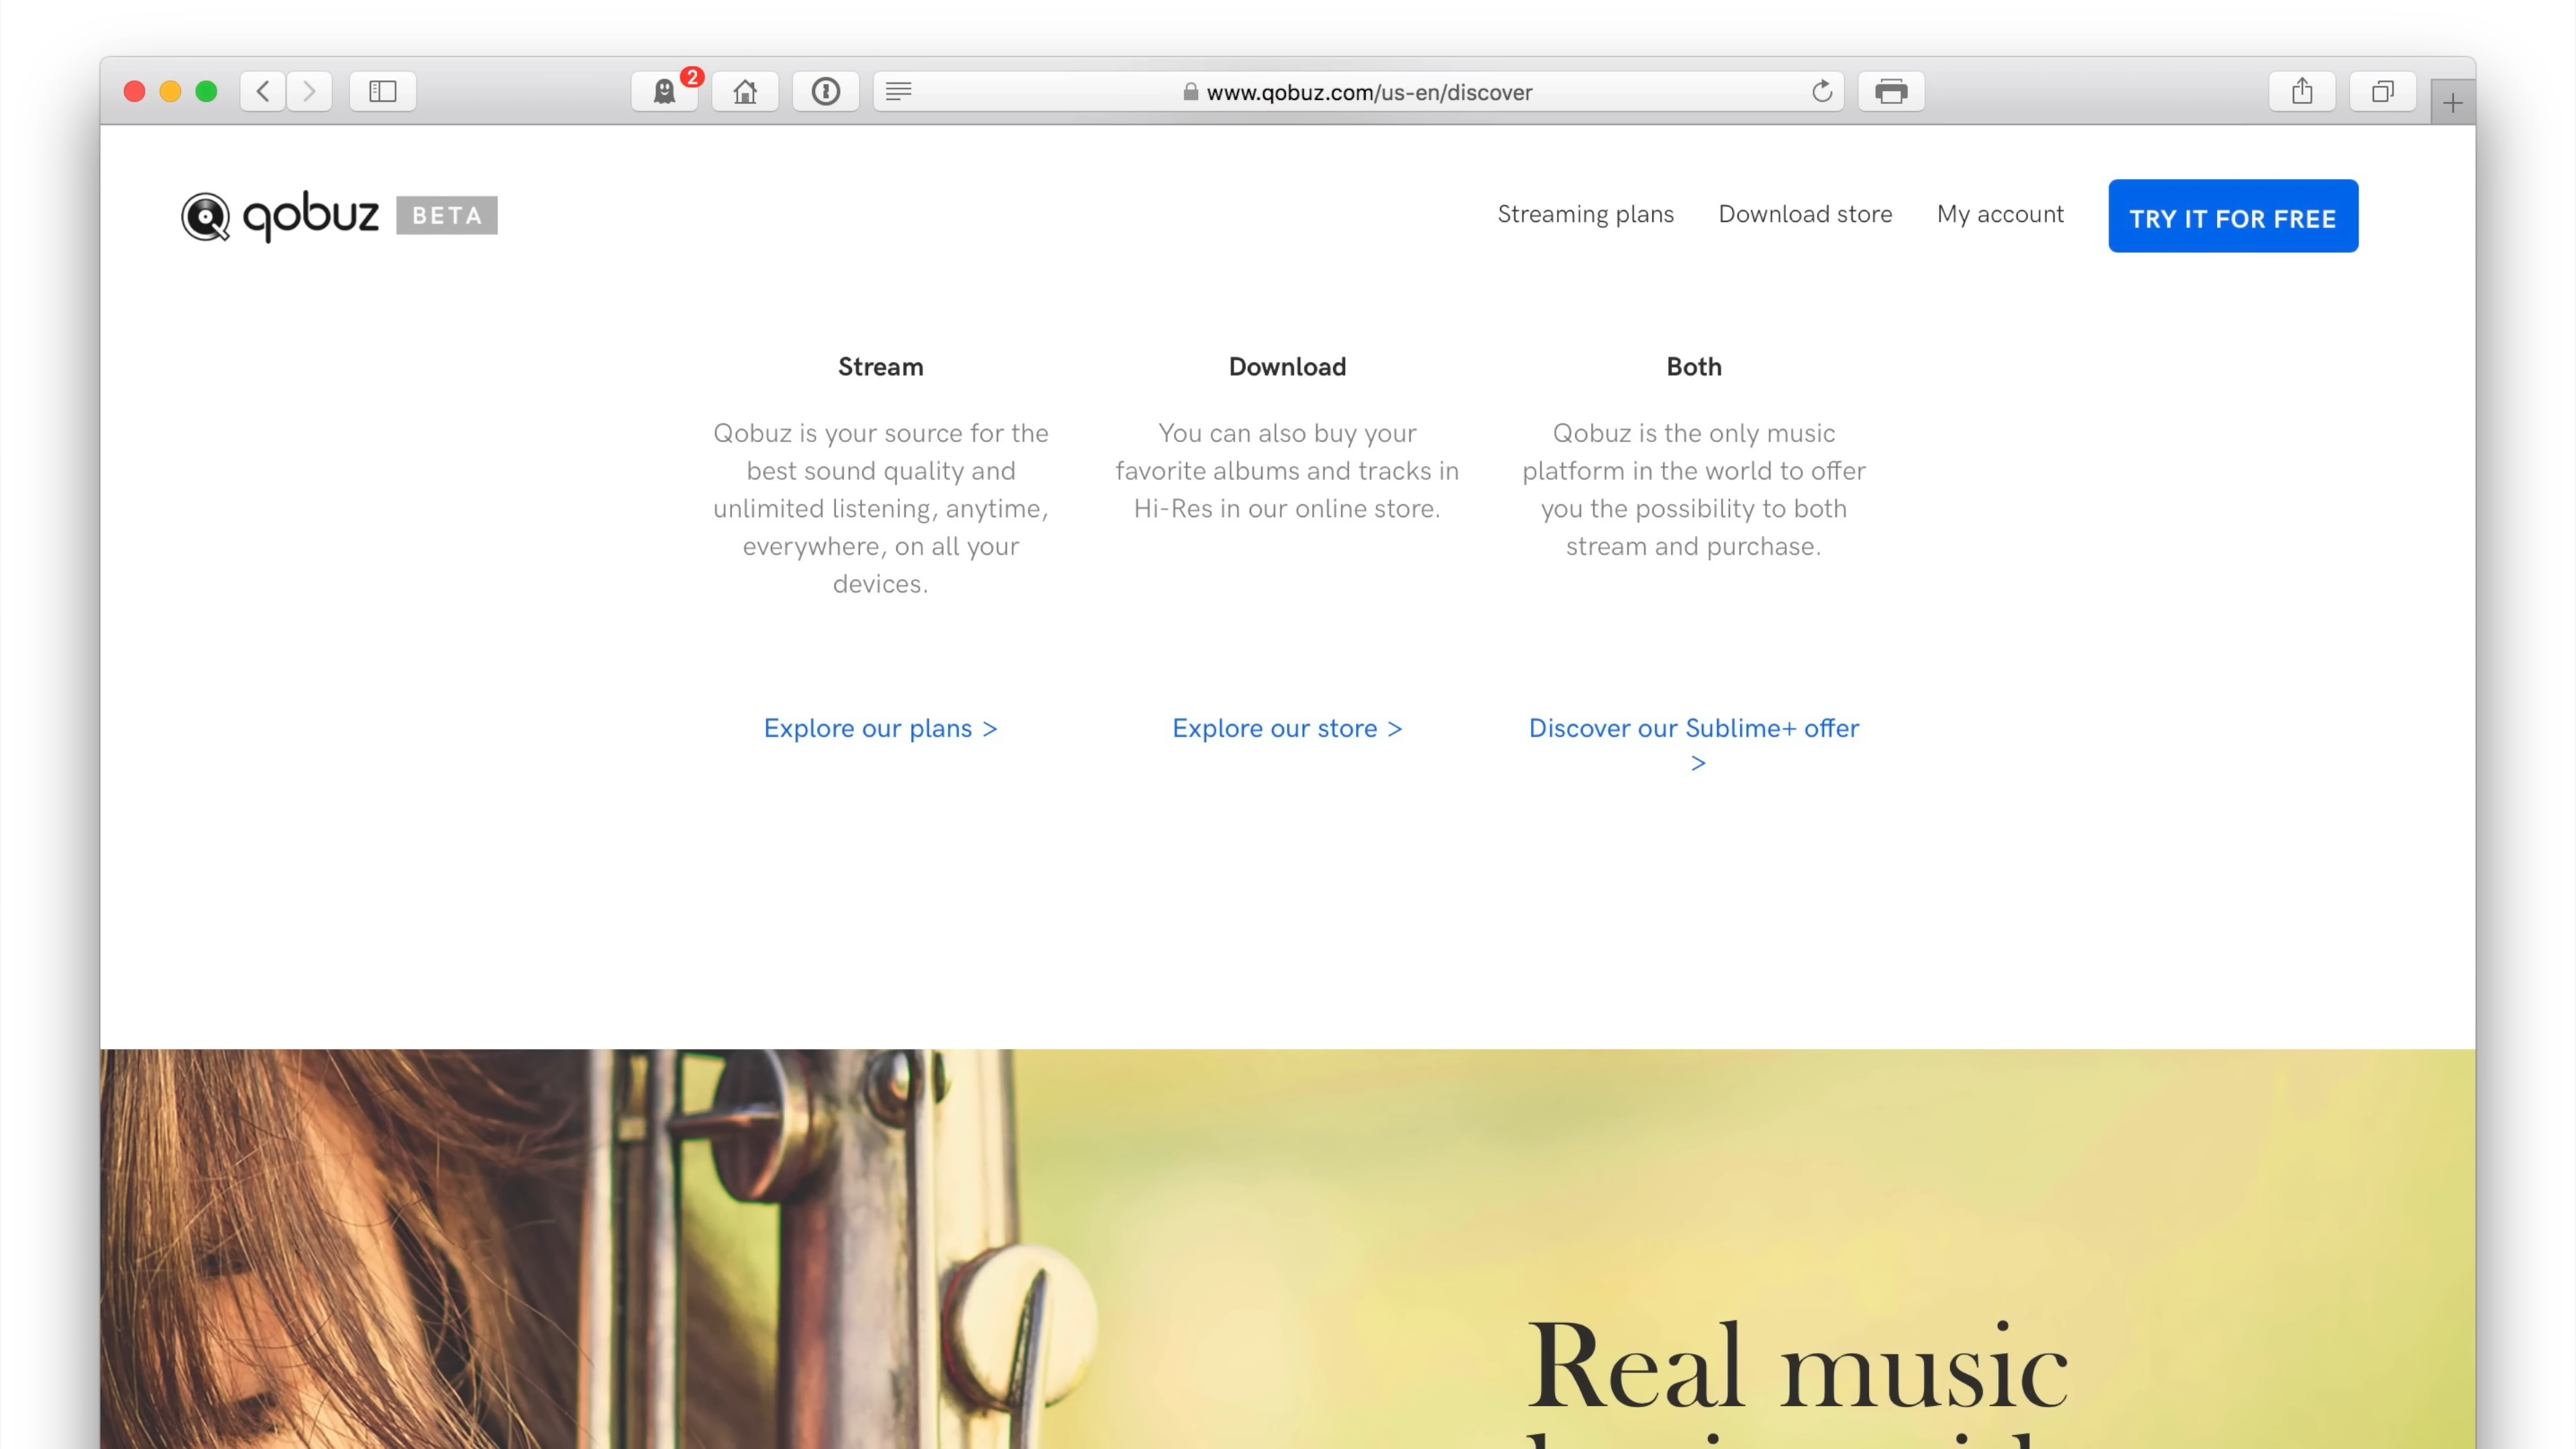 2
www.qobuz.com/us-en/discover
qobuz BETA
Streaming plans
Download store
My account
TRY IT FOR FREE
Stream
Qobuz is your source for the
best sound quality and
unlimited listening, anytime,
everywhere, on all your
devices.
Explore our plans >
Download
You can also buy your
favorite albums and tracks in
Hi-Res in our online store.
Explore our store >
Both
Qobuz is the only music
platform in the world to offer
you the possibility to both
stream and purchase.
Discover our Sublime+ offer
>
Real music